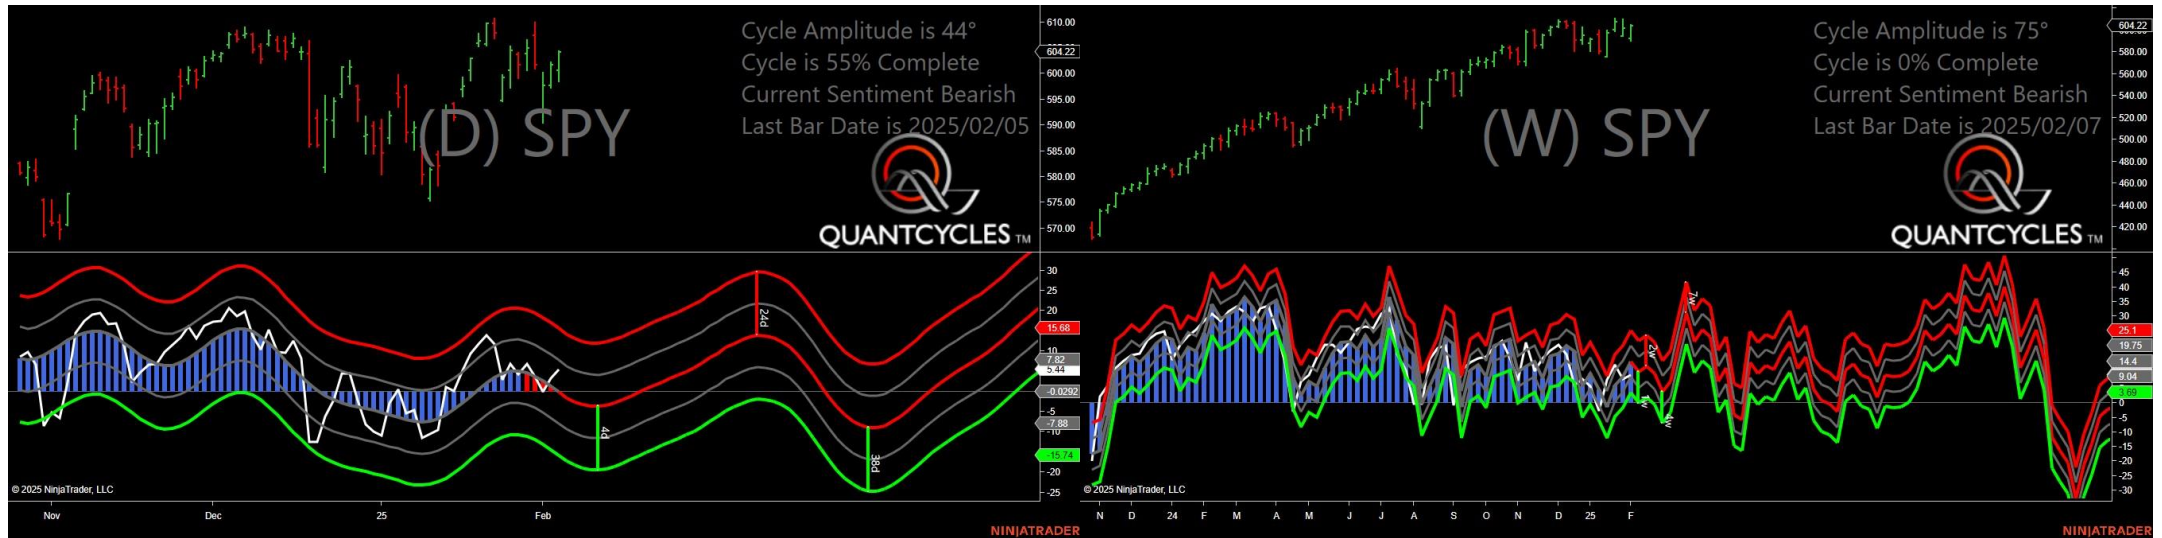 Cycle Amplitude is 44°
Cycle is 55% Complete
Current Sentiment Bearish
Last Bar Date is 2025/02/05
(D) SPY
QUANTCYCLES TM
610.00
604.22
600.00
595.00
590.00
585.00
580.00
575.00
570.00
30
25
20
15.68
10
7.82
5.44
-0.0292
-5
-7.88
-10
-15.74
-20
-25
24d
4d
38d
© 2025 NinjaTrader, LLC
Nov
Dec
25
Feb
NINJATRADER
Cycle Amplitude is 75°
Cycle is 0% Complete
Current Sentiment Bearish
Last Bar Date is 2025/02/07
(W) SPY
QUANTCYCLES TM
604.22
580.00
560.00
540.00
520.00
500.00
480.00
460.00
440.00
420.00
45
40
35
30
25.1
19.75
14.4
9.04
3.69
0
-5
-10
-15
-20
-25
-30
7w
2w
1w
4w
© 2025 NinjaTrader, LLC
N D 24 F M A M J J A S O N D 25 F
NINJATRADER